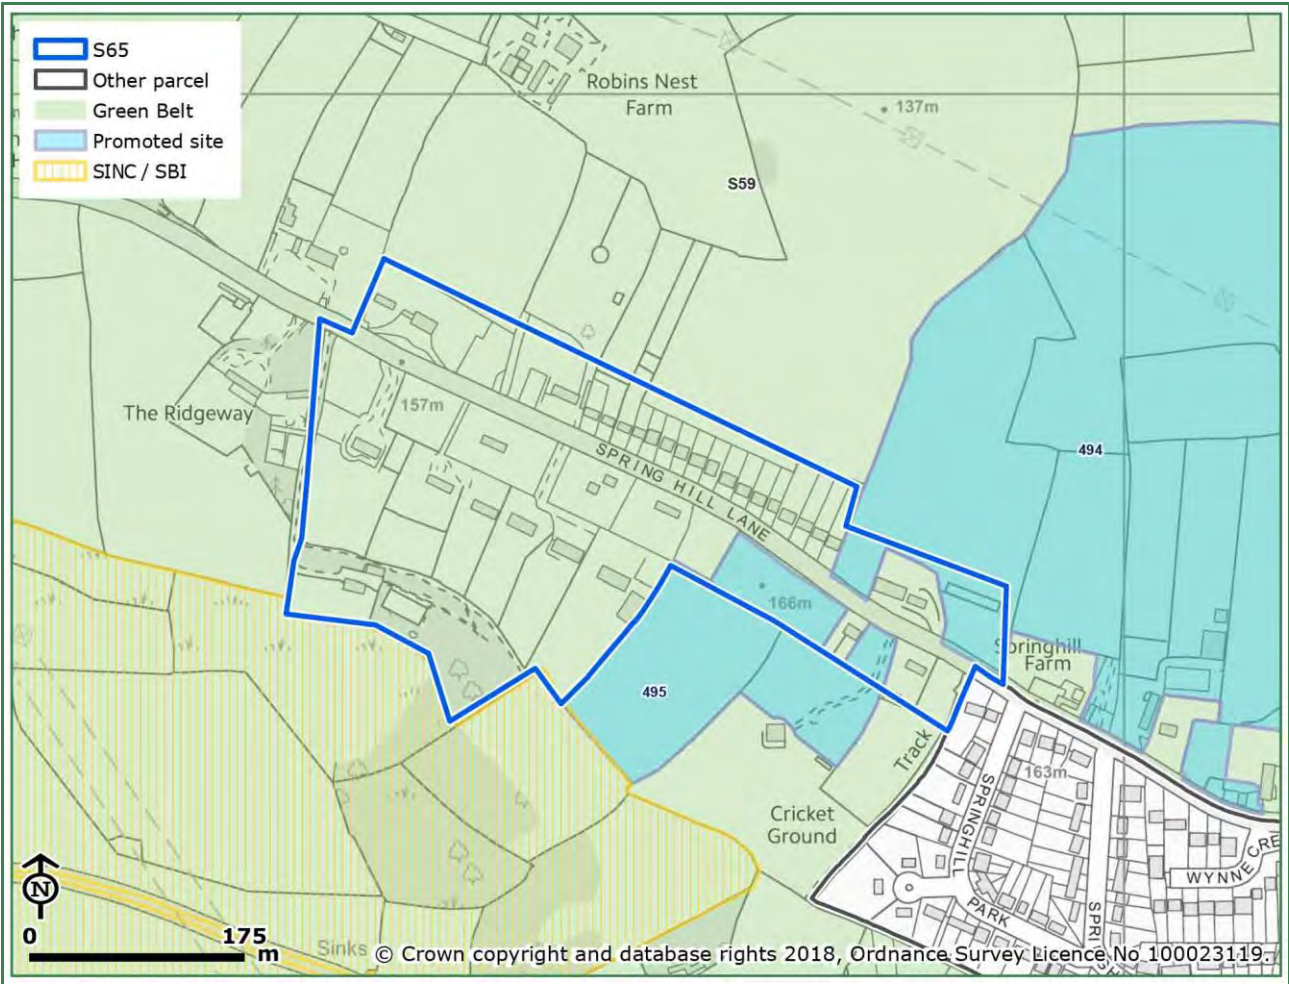 S65
Other parcel
Green Belt
Promoted site
SINC / SBI
Robins Nest
Farm
137m
S59
The Ridgeway
157m
SPRING HILL LANE
494
166m
Springhill
Farm
495
Track
163m
SPRINGHILL
PARK
Cricket
Ground
WYNNE CRE
SPRI
SH
N
0 175
m
Sinks
© Crown copyright and database rights 2018, Ordnance Survey Licence No 100023119.